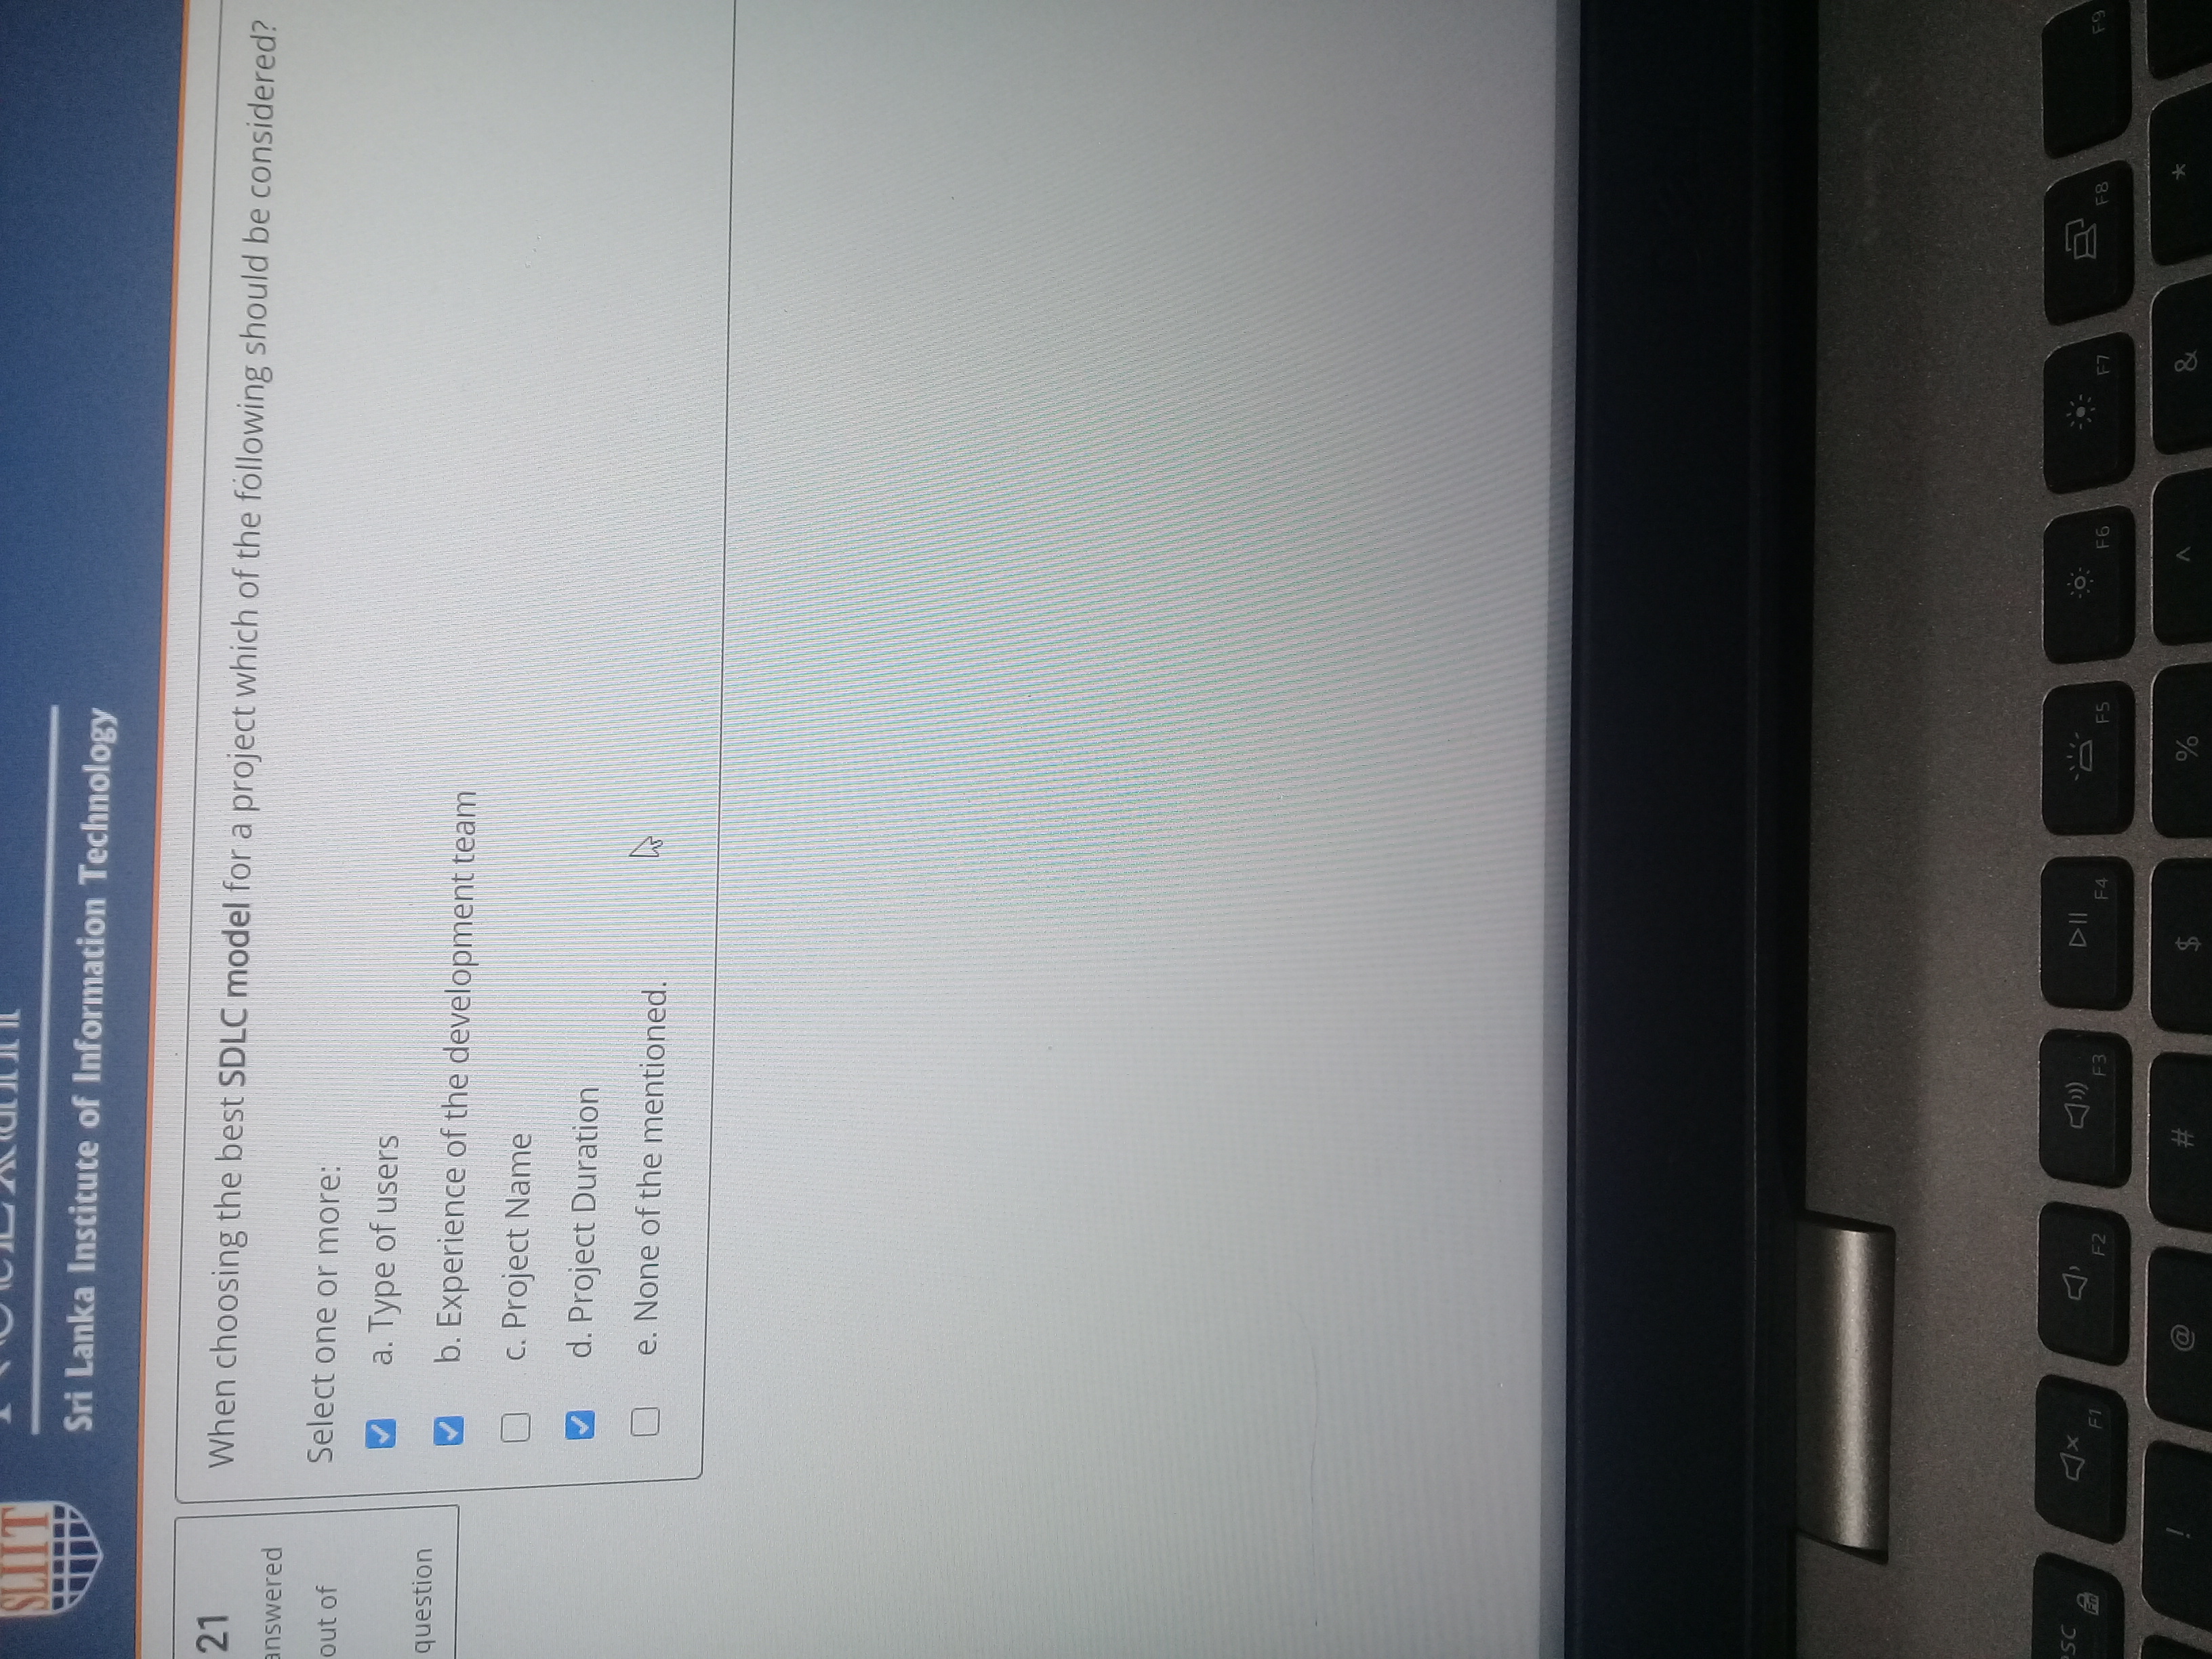 SLIIT
Sri Lanka Institute of Information Technology
21
answered
out of
question
When choosing the best SDLC model for a project which of the following should be considered?
Select one or more:
a. Type of users
b. Experience of the development team
c. Project Name
d. Project Duration
e. None of the mentioned.
F1 F2 F3 F4 F5 F6 F7 F8 F9
! @ # $ % ^ & *